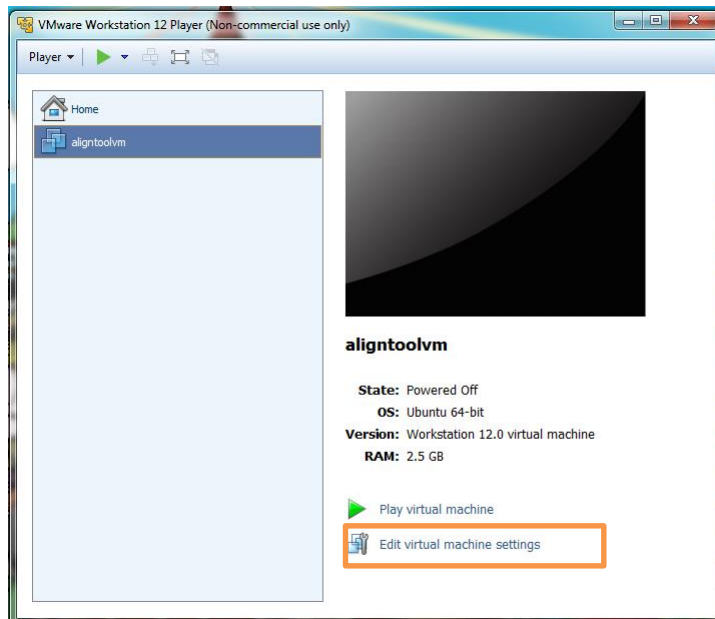 VMware Workstation 12 Player (Non-commercial use only)
Player
Home
aligntoolvm
aligntoolvm
State: Powered Off
OS: Ubuntu 64-bit
Version: Workstation 12.0 virtual machine
RAM: 2.5 GB
Play virtual machine
Edit virtual machine settings